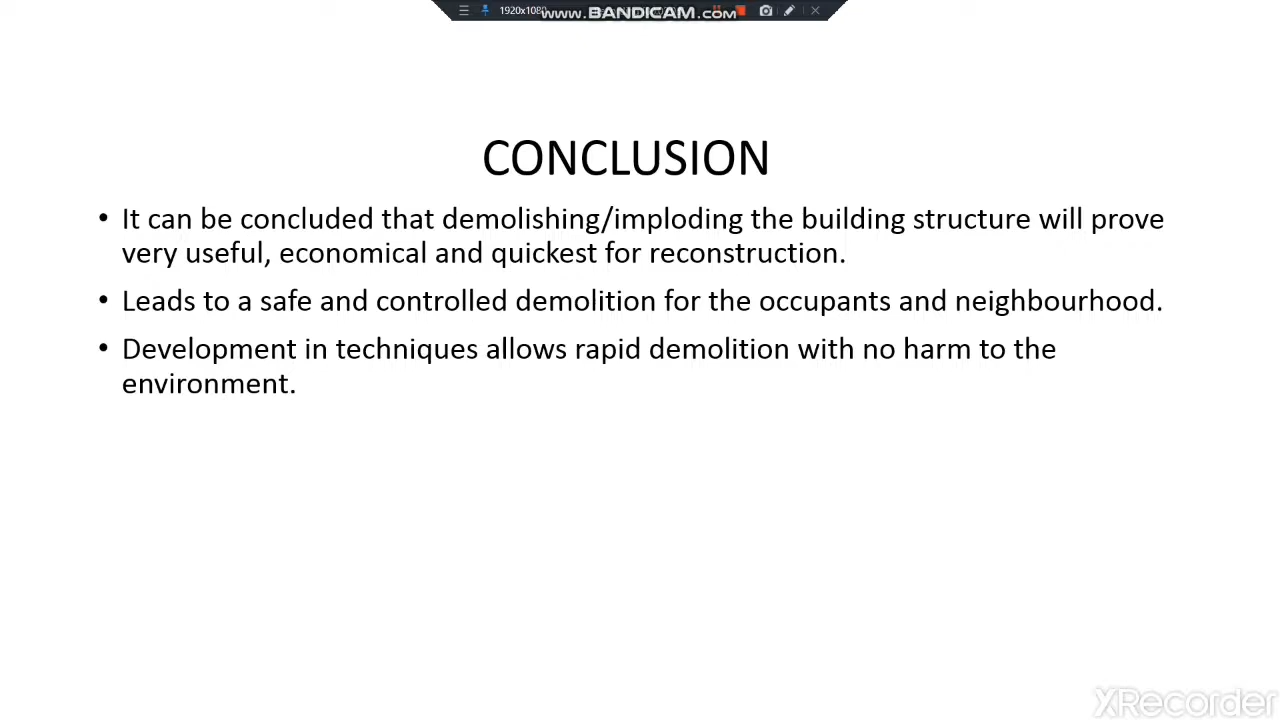 1920x1080
www.BANDICAM.com
CONCLUSION
• It can be concluded that demolishing/imploding the building structure will prove
very useful, economical and quickest for reconstruction.
• Leads to a safe and controlled demolition for the occupants and neighbourhood.
• Development in techniques allows rapid demolition with no harm to the
environment.
XRecorder